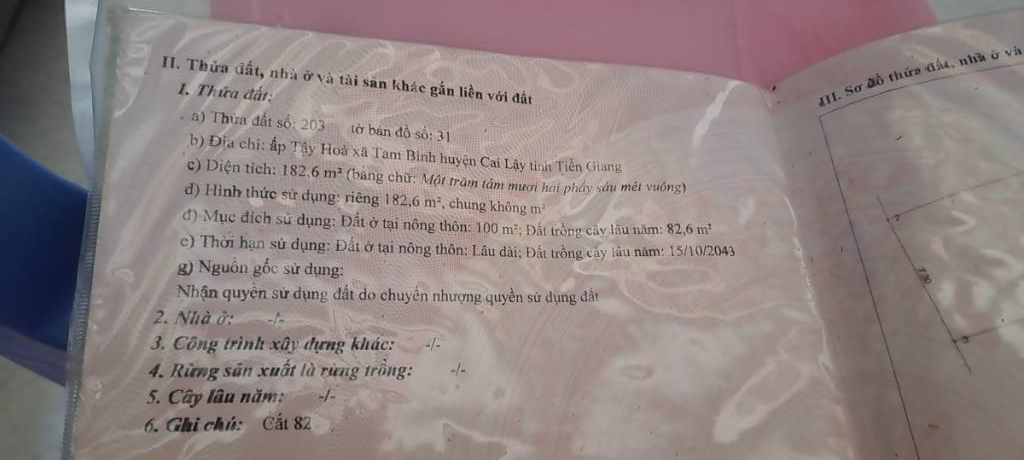 II. Thửa đất, nhà ở và tài sản khác gắn liền với đất
1. Thửa đất:
a) Thửa đất số: 203 tờ bản đồ số: 31
b) Địa chỉ: ấp Tây Hoà xã Tam Bình huyện Cai Lậy tỉnh Tiền Giang
c) Diện tích: 182,6 m² (bằng chữ: Một trăm tám mươi hai phẩy sáu mét vuông)
d) Hình thức sử dụng: riêng 182,6 m², chung không m²
đ) Mục đích sử dụng: Đất ở tại nông thôn: 100 m²; Đất trồng cây lâu năm: 82,6 m²
e) Thời hạn sử dụng: Đất ở tại nông thôn: Lâu dài; Đất trồng cây lâu năm: 15/10/2043
g) Nguồn gốc sử dụng:
Nhận quyền sử dụng đất do chuyển nhượng quyền sử dụng đất
2. Nhà ở: -/-
3. Công trình xây dựng khác: -/-
4. Rừng sản xuất là rừng trồng: -/-
5. Cây lâu năm: -/-
6. Ghi chú: Cắt 82
III. Sơ đồ thửa đất, nhà ở và
2
3